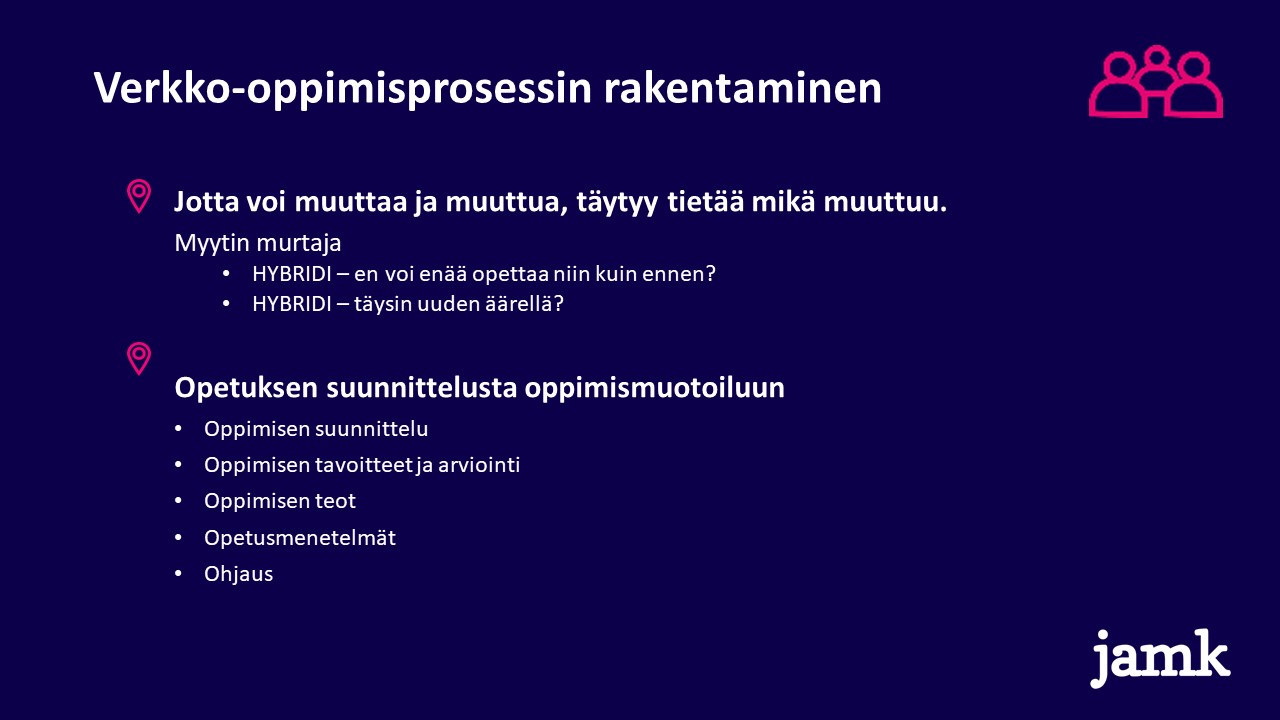 Verkko-oppimisprosessin rakentaminen
Jotta voi muuttaa ja muuttua, täytyy tietää mikä muuttuu.
Myytin murtaja
• HYBRIDI – en voi enää opettaa niin kuin ennen?
• HYBRIDI – täysin uuden äärellä?
Opetuksen suunnittelusta oppimismuotoiluun
• Oppimisen suunnittelu
• Oppimisen tavoitteet ja arviointi
• Oppimisen teot
• Opetusmenetelmät
• Ohjaus
jamk